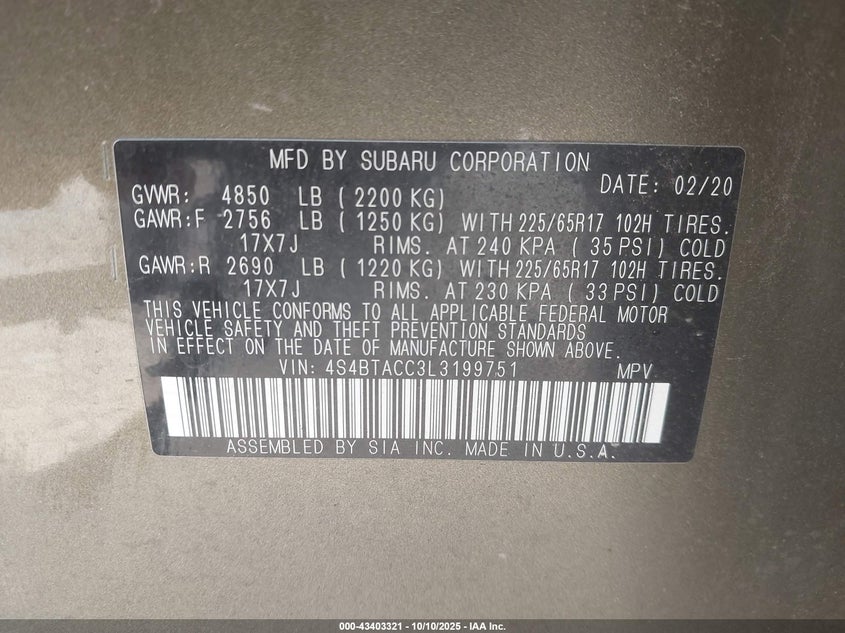 MFD BY SUBARU CORPORATION
DATE: 02/20
GVWR: 4850 LB ( 2200 KG)
GAWR:F 2756 LB ( 1250 KG) WITH 225/65R17 102H TIRES.
17X7J RIMS. AT 240 KPA ( 35 PSI) COLD
GAWR:R 2690 LB ( 1220 KG) WITH 225/65R17 102H TIRES.
17X7J RIMS. AT 230 KPA ( 33 PSI) COLD
THIS VEHICLE CONFORMS TO ALL APPLICABLE FEDERAL MOTOR
VEHICLE SAFETY AND THEFT PREVENTION STANDARDS
IN EFFECT ON THE DATE OF MANUFACTURE SHOWN ABOVE.
VIN: 4S4BTACC3L3199751 MPV
ASSEMBLED BY SIA INC. MADE IN U.S.A.
000-43403321 - 10/10/2025 - IAA Inc.